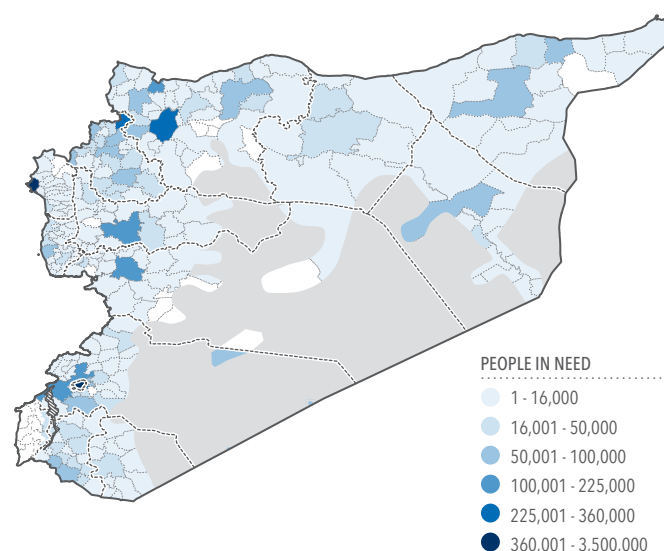 PEOPLE IN NEED
1 - 16,000
16,001 - 50,000
50,001 - 100,000
100,001 - 225,000
225,001 - 360,000
360,001 - 3,500,000